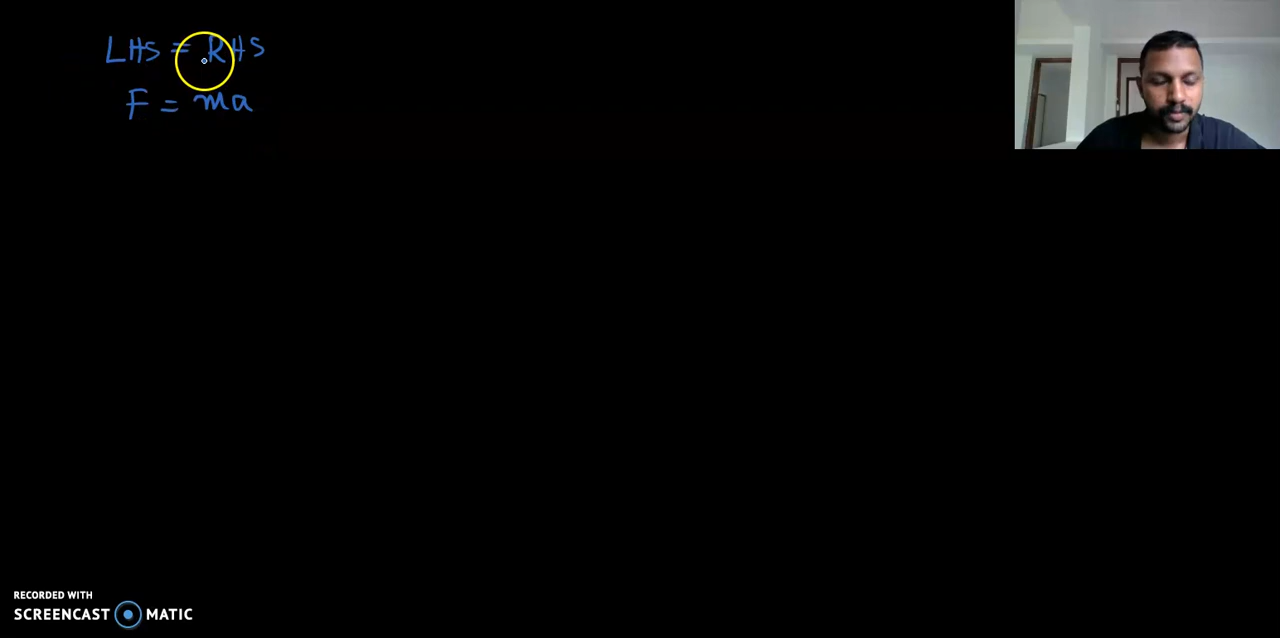 LHS = RHS
F = ma
RECORDED WITH
SCREENCAST MATIC